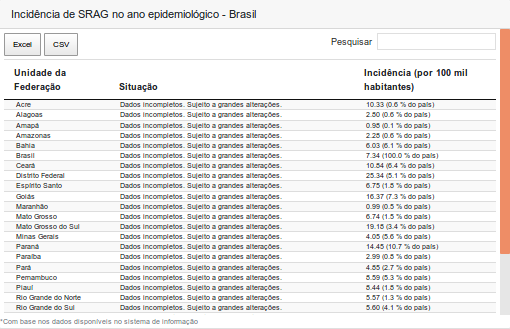 Incidência de SRAG no ano epidemiológico - Brasil
Excel CSV Pesquisar
Unidade da Federação Situação Incidência (por 100 mil habitantes)
Acre Dados incompletos. Sujeito a grandes alterações. 10.33 (0.6 % do país)
Alagoas Dados incompletos. Sujeito a grandes alterações. 2.80 (0.6 % do país)
Amapá Dados incompletos. Sujeito a grandes alterações. 0.98 (0.1 % do país)
Amazonas Dados incompletos. Sujeito a grandes alterações. 2.28 (0.6 % do país)
Bahia Dados incompletos. Sujeito a grandes alterações. 6.03 (6.1 % do país)
Brasil Dados incompletos. Sujeito a grandes alterações. 7.34 (100.0 % do país)
Ceará Dados incompletos. Sujeito a grandes alterações. 10.84 (6.4 % do país)
Distrito Federal Dados incompletos. Sujeito a grandes alterações. 25.34 (5.1 % do país)
Espírito Santo Dados incompletos. Sujeito a grandes alterações. 6.75 (1.8 % do país)
Goiás Dados incompletos. Sujeito a grandes alterações. 16.37 (7.3 % do país)
Maranhão Dados incompletos. Sujeito a grandes alterações. 0.99 (0.5 % do país)
Mato Grosso Dados incompletos. Sujeito a grandes alterações. 6.74 (1.5 % do país)
Mato Grosso do Sul Dados incompletos. Sujeito a grandes alterações. 19.15 (3.4 % do país)
Minas Gerais Dados incompletos. Sujeito a grandes alterações. 4.05 (5.6 % do país)
Paraná Dados incompletos. Sujeito a grandes alterações. 14.45 (10.7 % do país)
Paraíba Dados incompletos. Sujeito a grandes alterações. 2.99 (0.8 % do país)
Pará Dados incompletos. Sujeito a grandes alterações. 4.85 (2.7 % do país)
Pernambuco Dados incompletos. Sujeito a grandes alterações. 8.59 (5.3 % do país)
Piauí Dados incompletos. Sujeito a grandes alterações. 8.44 (1.8 % do país)
Rio Grande do Norte Dados incompletos. Sujeito a grandes alterações. 5.57 (1.3 % do país)
Rio Grande do Sul Dados incompletos. Sujeito a grandes alterações. 5.60 (4.1 % do país)
*Com base nos dados disponíveis no sistema de informação